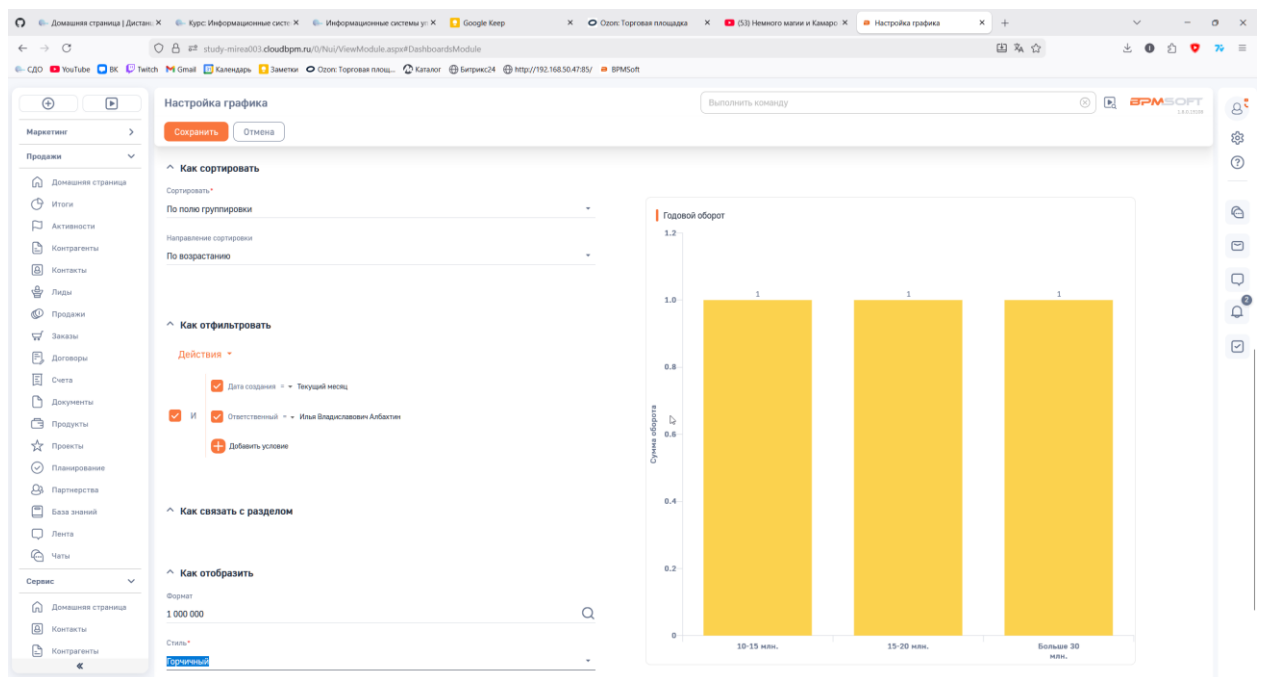 Домашняя страница | Дистанц
Курс: Информационные систе
Информационные системы уп
Google Keep
Ozon: Торговая площадка
(53) Немного магии и Камаро
Настройка графика
study-mirea003.cloudbpm.ru/0/Nui/ViewModule.aspx#DashboardsModule
СДО YouTube ВК Twitch Gmail Календарь Заметки Ozon: Торговая площ... Каталог Битрикс24 http://192.168.50.47:85/ BPMSoft
Настройка графика
Выполнить команду
BPMSOFT
Сохранить
Отмена
Маркетинг
Продажи
Домашняя страница
Итоги
Активности
Контрагенты
Контакты
Лиды
Продажи
Заказы
Договоры
Счета
Документы
Продукты
Проекты
Планирование
Партнерства
База знаний
Лента
Чаты
Сервис
Домашняя страница
Контакты
Контрагенты
Как сортировать
Сортировать*
По полю группировки
Направление сортировки
По возрастанию
Как отфильтровать
Действия
Дата создания = Текущий месяц
И
Ответственный = Илья Владиславович Албахтин
Добавить условие
Как связать с разделом
Как отобразить
Формат
1 000 000
Стиль*
Горчичный
Годовой оборот
1.2
1.0
0.8
0.6
0.4
0.2
0
Сумма оборота
1 1 1
10-15 млн. 15-20 млн. Больше 30
млн.
2